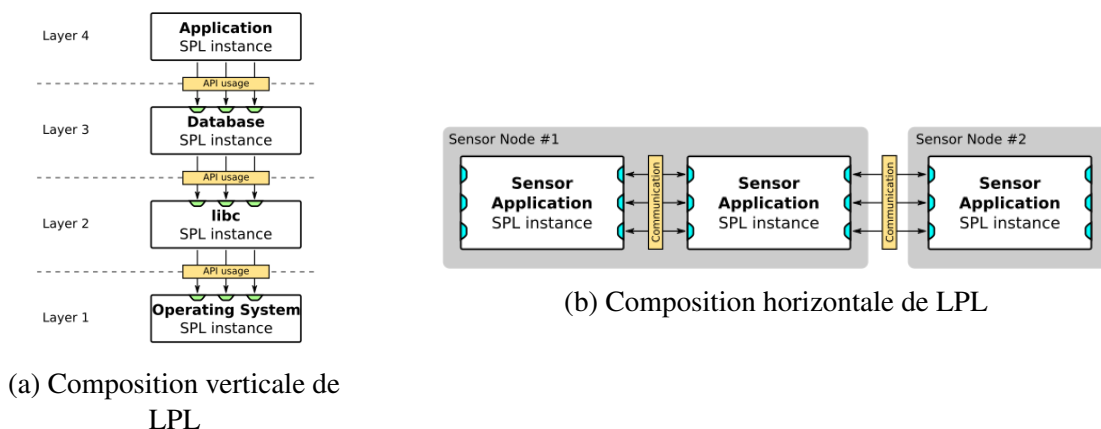 Layer 4
Application
SPL instance
API usage
Layer 3
Database
SPL instance
API usage
Layer 2
libc
SPL instance
API usage
Layer 1
Operating System
SPL instance
(a) Composition verticale de
LPL
Sensor Node #1
Sensor
Application
SPL instance
Communication
Sensor
Application
SPL instance
Communication
Sensor Node #2
Sensor
Application
SPL instance
(b) Composition horizontale de LPL